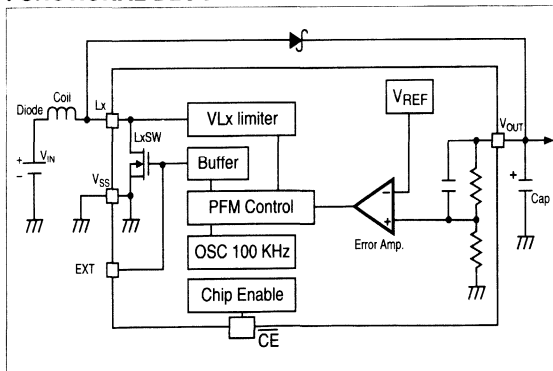 Coil
Diode
Lx
VLx limiter
VREF
VOUT
LxSW
+
VIN
−
Buffer
VSS
PFM Control
−
+
Error Amp.
+
Cap
OSC 100 KHz
EXT
Chip Enable
CE